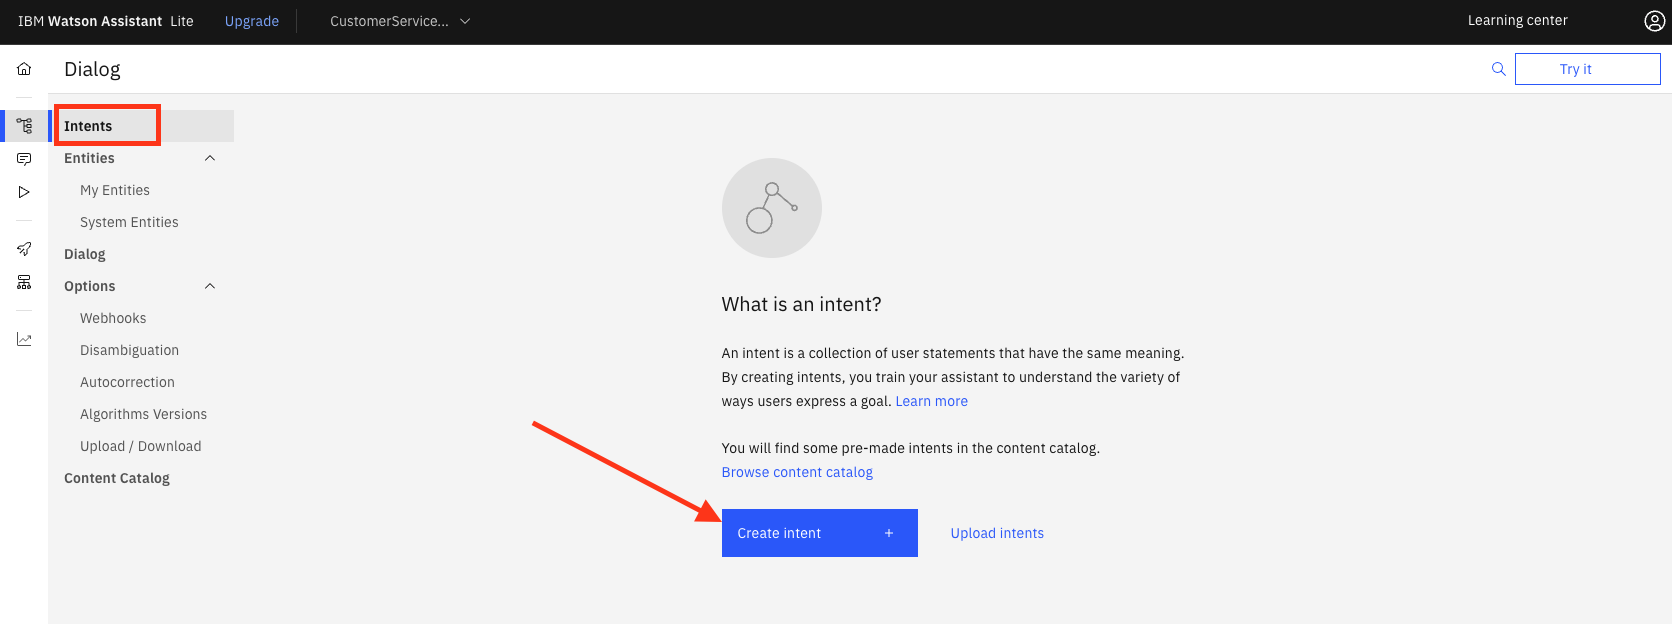 IBM Watson Assistant Lite Upgrade CustomerService... Learning center
Dialog Try it
Intents
Entities
My Entities
System Entities
Dialog
Options
Webhooks
Disambiguation
Autocorrection
Algorithms Versions
Upload / Download
Content Catalog
What is an intent?
An intent is a collection of user statements that have the same meaning.
By creating intents, you train your assistant to understand the variety of
ways users express a goal. Learn more
You will find some pre-made intents in the content catalog.
Browse content catalog
Create intent + Upload intents